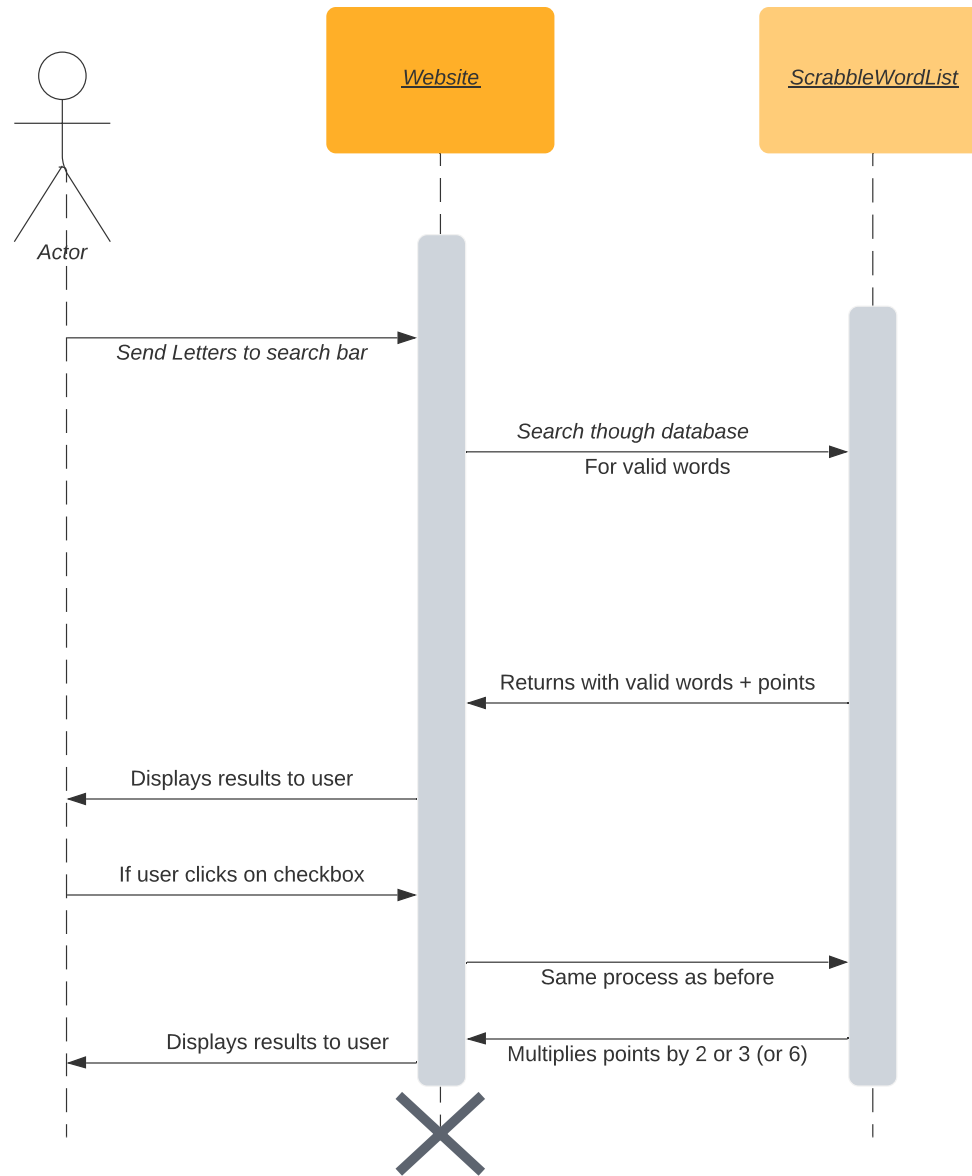 Website
ScrabbleWordList
Actor
Send Letters to search bar
Search though database
For valid words
Returns with valid words + points
Displays results to user
If user clicks on checkbox
Same process as before
Displays results to user
Multiplies points by 2 or 3 (or 6)